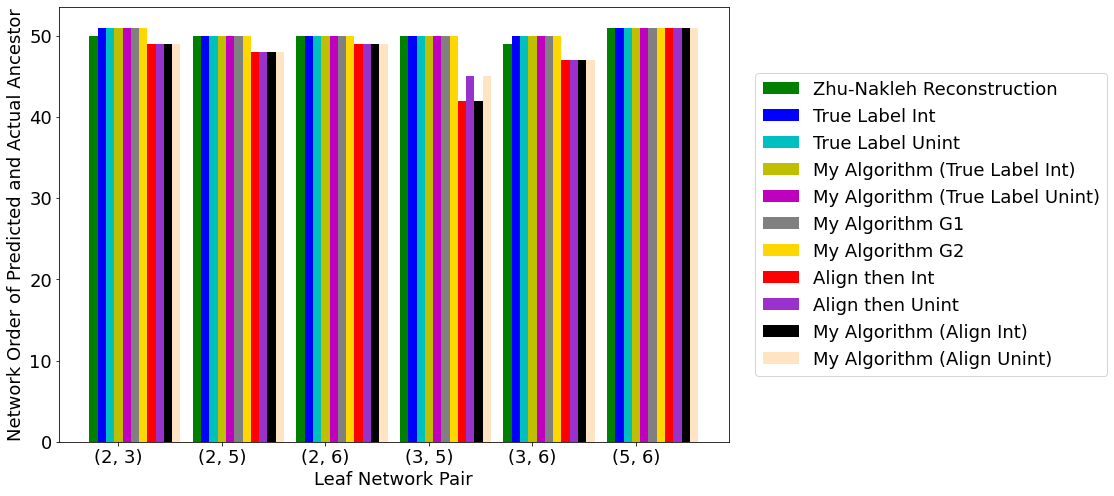 Network Order of Predicted and Actual Ancestor
50
40
30
20
10
0
(2, 3)
(2, 5)
(2, 6)
(3, 5)
(3, 6)
(5, 6)
Leaf Network Pair
Zhu-Nakleh Reconstruction
True Label Int
True Label Unint
My Algorithm (True Label Int)
My Algorithm (True Label Unint)
My Algorithm G1
My Algorithm G2
Align then Int
Align then Unint
My Algorithm (Align Int)
My Algorithm (Align Unint)